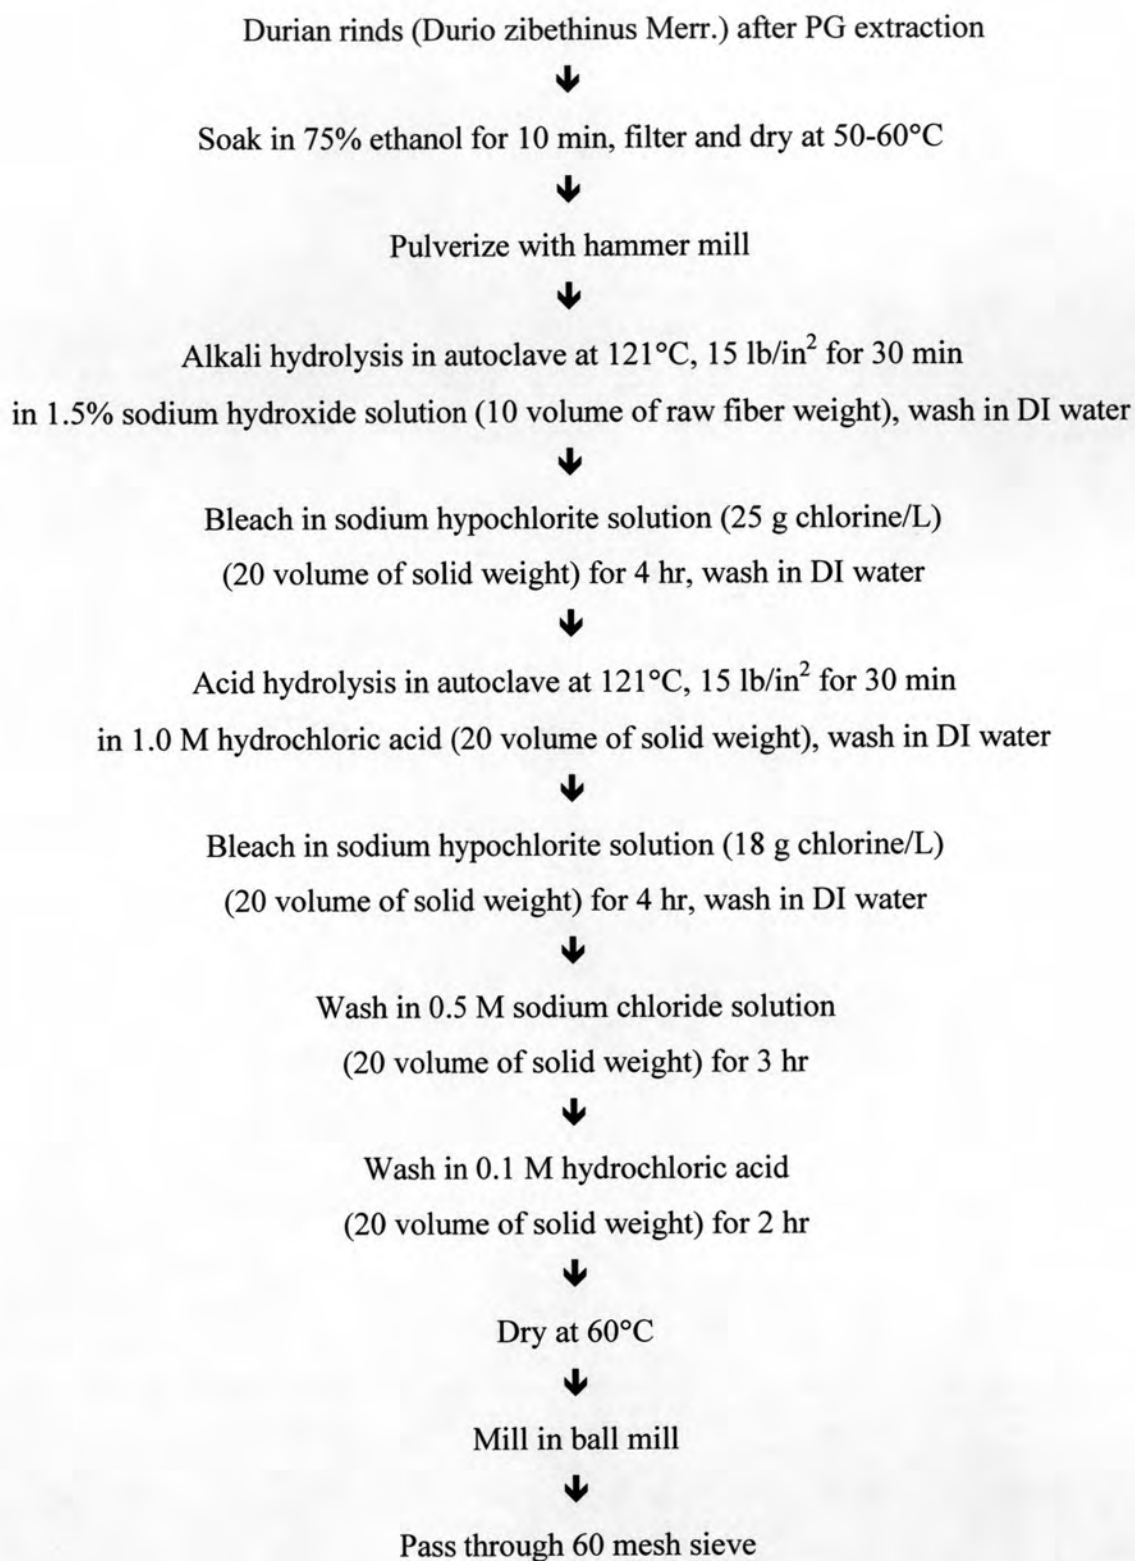 Durian rinds (Durio zibethinus Merr.) after PG extraction
🡻
Soak in 75% ethanol for 10 min, filter and dry at 50-60°C
🡻
Pulverize with hammer mill
🡻
Alkali hydrolysis in autoclave at 121°C, 15 lb/in² for 30 min
in 1.5% sodium hydroxide solution (10 volume of raw fiber weight), wash in DI water
🡻
Bleach in sodium hypochlorite solution (25 g chlorine/L)
(20 volume of solid weight) for 4 hr, wash in DI water
🡻
Acid hydrolysis in autoclave at 121°C, 15 lb/in² for 30 min
in 1.0 M hydrochloric acid (20 volume of solid weight), wash in DI water
🡻
Bleach in sodium hypochlorite solution (18 g chlorine/L)
(20 volume of solid weight) for 4 hr, wash in DI water
🡻
Wash in 0.5 M sodium chloride solution
(20 volume of solid weight) for 3 hr
🡻
Wash in 0.1 M hydrochloric acid
(20 volume of solid weight) for 2 hr
🡻
Dry at 60°C
🡻
Mill in ball mill
🡻
Pass through 60 mesh sieve